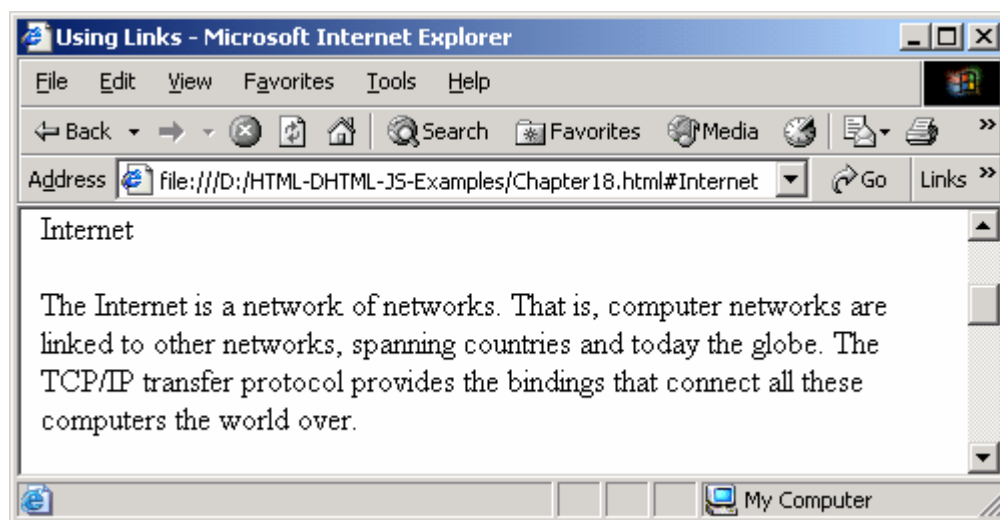 Using Links - Microsoft Internet Explorer
File Edit View Favorites Tools Help
Back Search Favorites Media »
Address file:///D:/HTML-DHTML-JS-Examples/Chapter18.html#Internet Go Links »
Internet
The Internet is a network of networks. That is, computer networks are
linked to other networks, spanning countries and today the globe. The
TCP/IP transfer protocol provides the bindings that connect all these
computers the world over.
My Computer